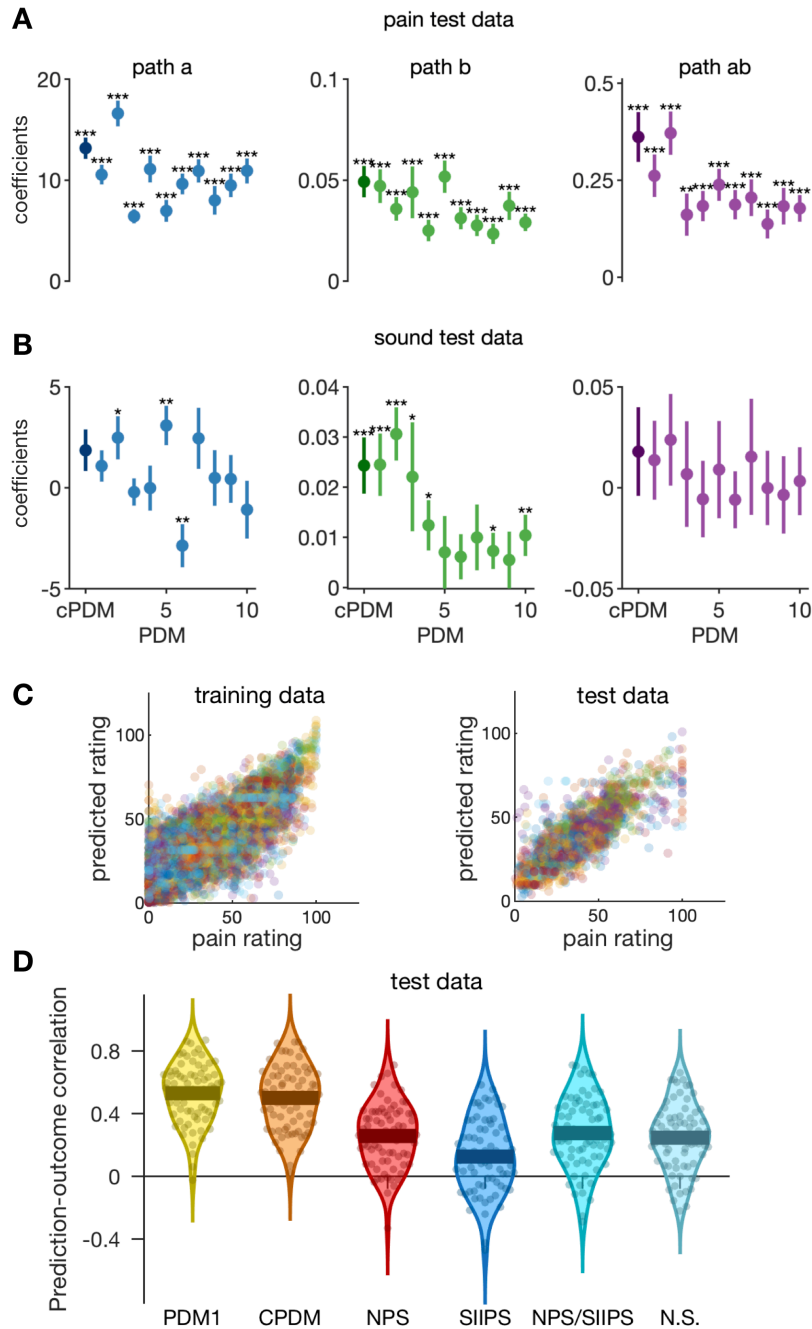 A
pain test data
path a
path b
path ab
coefficients
20
10
0
0.1
0.05
0
0.5
0.25
0
*** *** *** *** *** *** *** *** *** *** ***
*** *** *** *** *** *** *** *** *** *** ***
*** *** *** ** *** *** *** *** *** *** ***
B
sound test data
coefficients
5
0
-5
0.04
0.03
0.02
0.01
0
0.05
0
-0.05
* ** **
*** *** *** * * * **
cPDM 5 10
cPDM 5 10
cPDM 5 10
PDM
PDM
C
training data
test data
predicted rating
100
50
0
0 50 100
pain rating
predicted rating
100
50
0
0 50 100
pain rating
D
test data
Prediction-outcome correlation
0.8
0.4
0
-0.4
PDM1 CPDM NPS SIIPS NPS/SIIPS N.S.